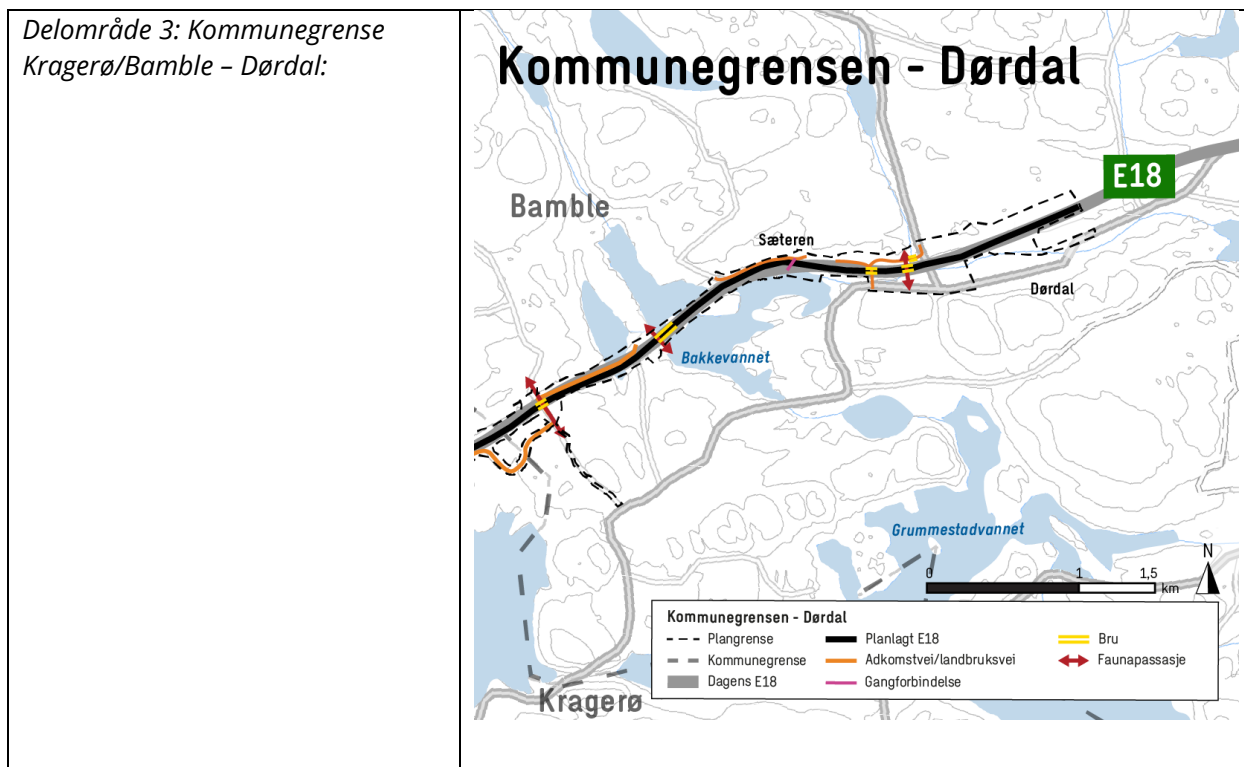 Delområde 3: Kommunegrense
Kragerø/Bamble – Dørdal:
Kommunegrensen - Dørdal
E18
Bamble
Sæteren
Dørdal
Bakkevannet
Grummestadvannet
N
0 1 1,5
km
Kommunegrensen - Dørdal
Plangrense Planlagt E18 Bru
Kommunegrense Adkomstvei/landbruksvei Faunapassasje
Dagens E18 Gangforbindelse
Kragerø